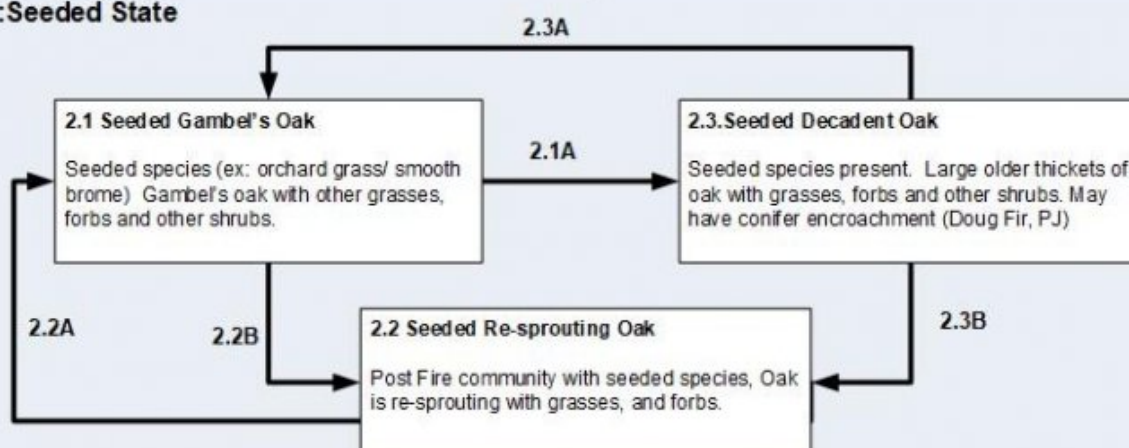 :Seeded State
2.3A
2.1 Seeded Gambel's Oak
Seeded species (ex: orchard grass/ smooth
brome) Gambel's oak with other grasses,
forbs and other shrubs.
2.1A
2.3.Seeded Decadent Oak
Seeded species present. Large older thickets of
oak with grasses, forbs and other shrubs. May
have conifer encroachment (Doug Fir, PJ)
2.2A
2.2B
2.2 Seeded Re-sprouting Oak
Post Fire community with seeded species, Oak
is re-sprouting with grasses, and forbs.
2.3B